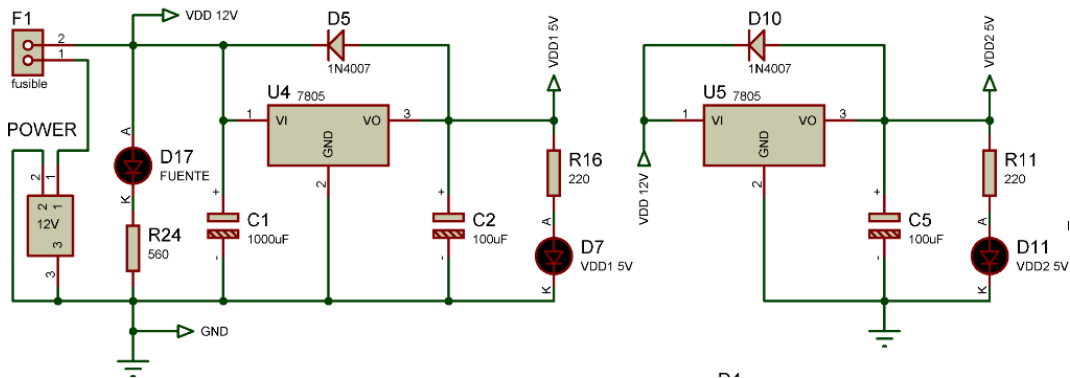 F1
2
1
fusible
VDD 12V
POWER
2
1
2
1
12V
3
3
A
D17
FUENTE
K
R24
560
GND
+
C1
1000uF
-
D5
1N4007
U4
7805
1
VI
VO
3
GND
2
+
C2
100uF
-
VDD1 5V
R16
220
A
D7
VDD1 5V
K
D10
1N4007
U5
7805
1
VI
VO
3
GND
2
VDD 12V
+
C5
100uF
-
VDD2 5V
R11
220
A
D11
VDD2 5V
K